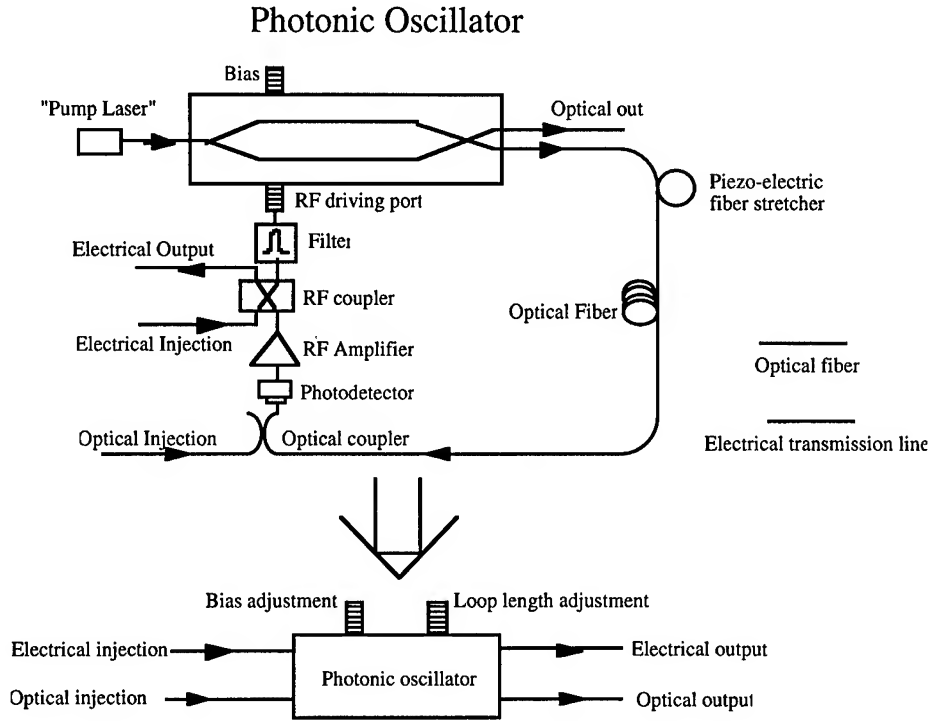 Photonic Oscillator
Bias
"Pump Laser"
Optical out
RF driving port
Piezo-electric
fiber stretcher
Filter
Electrical Output
RF coupler
Optical Fiber
Electrical Injection
RF Amplifier
Optical fiber
Photodetector
Optical Injection
Optical coupler
Electrical transmission line
Bias adjustment
Loop length adjustment
Electrical injection
Electrical output
Photonic oscillator
Optical injection
Optical output